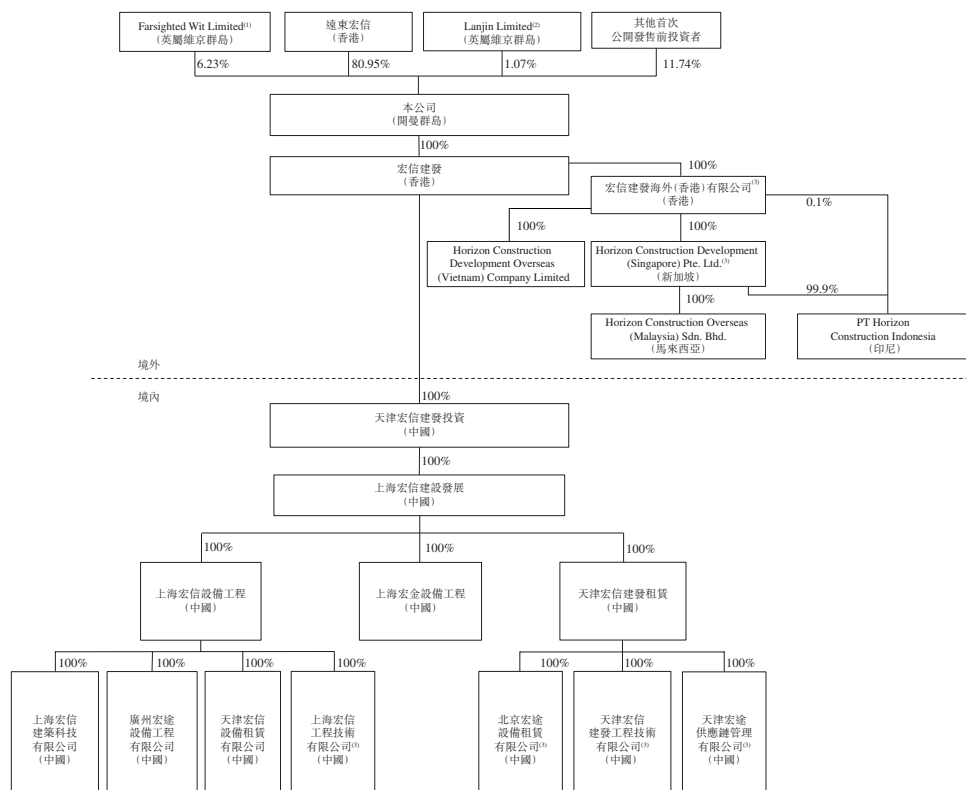 Farsighted Wit Limited(1)
(英屬維京群島)
遠東宏信
(香港)
Lanjin Limited(2)
(英屬維京群島)
其他首次
公開發售前投資者
6.23%
80.95%
1.07%
11.74%
本公司
(開曼群島)
100%
宏信建發
(香港)
100%
宏信建發海外(香港)有限公司(3)
(香港)
0.1%
100%
100%
Horizon Construction
Development Overseas
(Vietnam) Company Limited
Horizon Construction Development
(Singapore) Pte. Ltd.(3)
(新加坡)
99.9%
100%
Horizon Construction Overseas
(Malaysia) Sdn. Bhd.
(馬來西亞)
PT Horizon
Construction Indonesia
(印尼)
境外
境內
100%
天津宏信建發投資
(中國)
100%
上海宏信建設發展
(中國)
100%
100%
100%
上海宏信設備工程
(中國)
上海宏金設備工程
(中國)
天津宏信建發租賃
(中國)
100%
100%
100%
100%
100%
100%
100%
上海宏信
建築科技
有限公司
(中國)
廣州宏途
設備工程
有限公司
(中國)
天津宏信
設備租賃
有限公司
(中國)
上海宏信
工程技術
有限公司(3)
(中國)
北京宏途
設備租賃
有限公司(3)
(中國)
天津宏信
建發工程技術
有限公司(3)
(中國)
天津宏途
供應鏈管理
有限公司(3)
(中國)